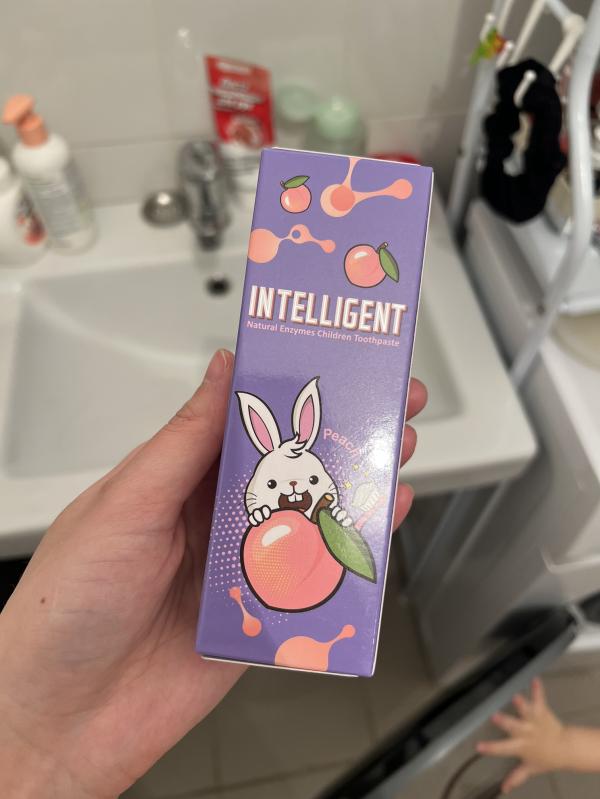 INTELLIGENT
Natural Enzymes Children Toothpaste
Peach